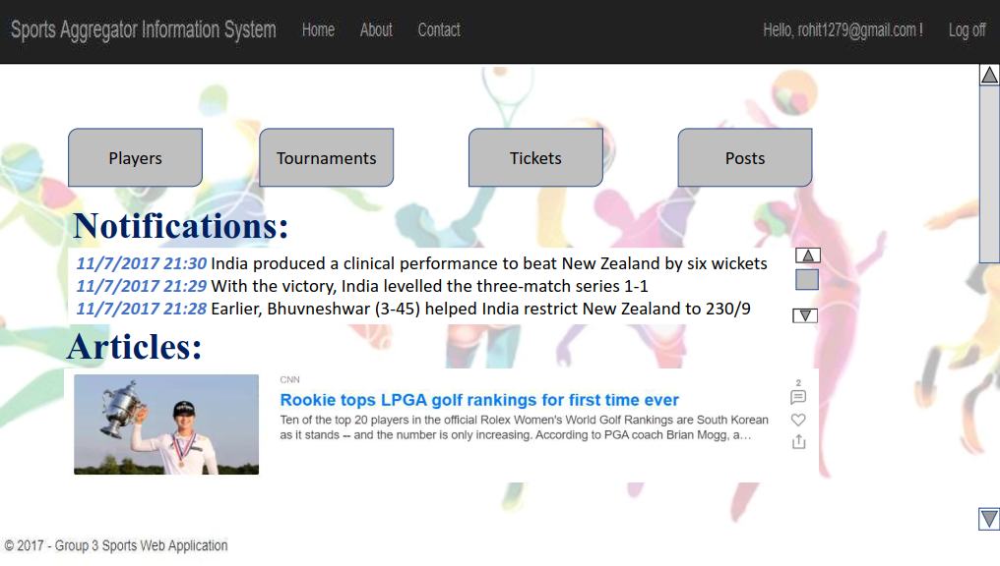 Sports Aggregator Information System Home About Contact Hello, rohit1279@gmail.com ! Log off
Players Tournaments Tickets Posts
Notifications:
11/7/2017 21:30 India produced a clinical performance to beat New Zealand by six wickets
11/7/2017 21:29 With the victory, India levelled the three-match series 1-1
11/7/2017 21:28 Earlier, Bhuvneshwar (3-45) helped India restrict New Zealand to 230/9
Articles:
CNN
2
Rookie tops LPGA golf rankings for first time ever
Ten of the top 20 players in the official Rolex Women's World Golf Rankings are South Korean
as it stands -- and the number is only increasing. According to PGA coach Brian Mogg, a…
© 2017 - Group 3 Sports Web Application